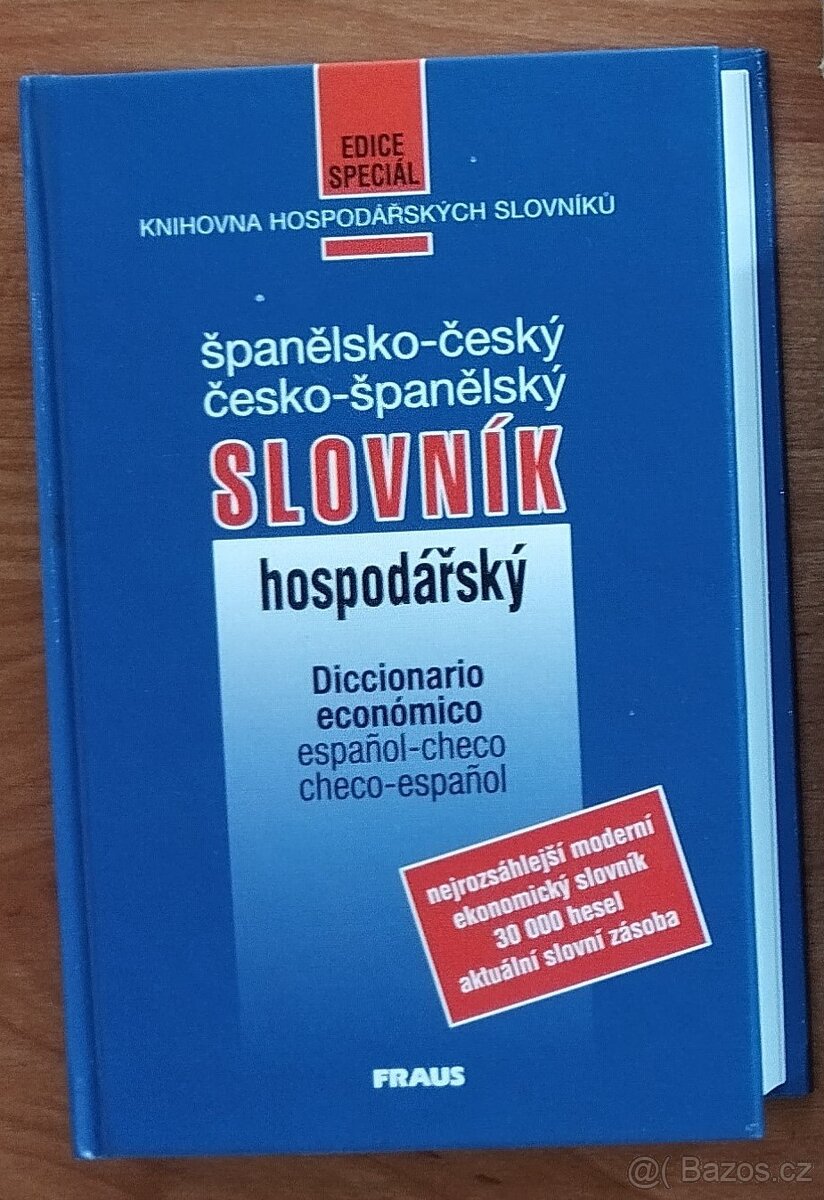 EDICE
SPECIÁL
KNIHOVNA HOSPODÁŘSKÝCH SLOVNÍKŮ
španělsko-český
česko-španělský
SLOVNÍK
hospodářský
Diccionario
económico
español-checo
checo-español
nejrozsáhlejší moderní
ekonomický slovník
30 000 hesel
aktuální slovní zásoba
FRAUS
@( Bazos.cz